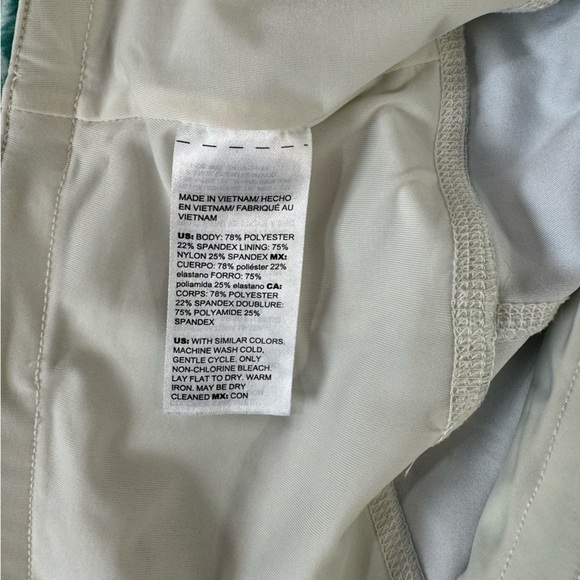 MADE IN VIETNAM/ HECHO
EN VIETNAM/ FABRIQUÉ AU
VIETNAM
US: BODY: 78% POLYESTER
22% SPANDEX LINING: 75%
NYLON 25% SPANDEX MX:
CUERPO: 78% poliéster 22%
elastano FORRO: 75%
poliamida 25% elastano CA:
CORPS: 78% POLYESTER
22% SPANDEX DOUBLURE:
75% POLYAMIDE 25%
SPANDEX
US: WITH SIMILAR COLORS.
MACHINE WASH COLD,
GENTLE CYCLE. ONLY
NON-CHLORINE BLEACH.
LAY FLAT TO DRY. WARM
IRON. MAY BE DRY
CLEANED MX: CON